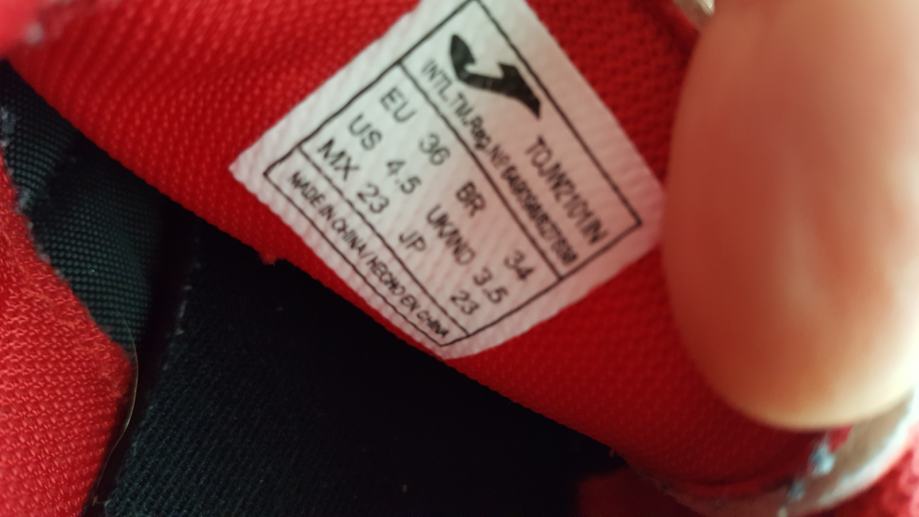 TOJW2101IN
INTL.TM.Reg.Nº
EU 36 BR 34
US 4.5 UK/IND 3.5
MX 23 JP 23
MADE IN CHINA / HECHO EN CHINA